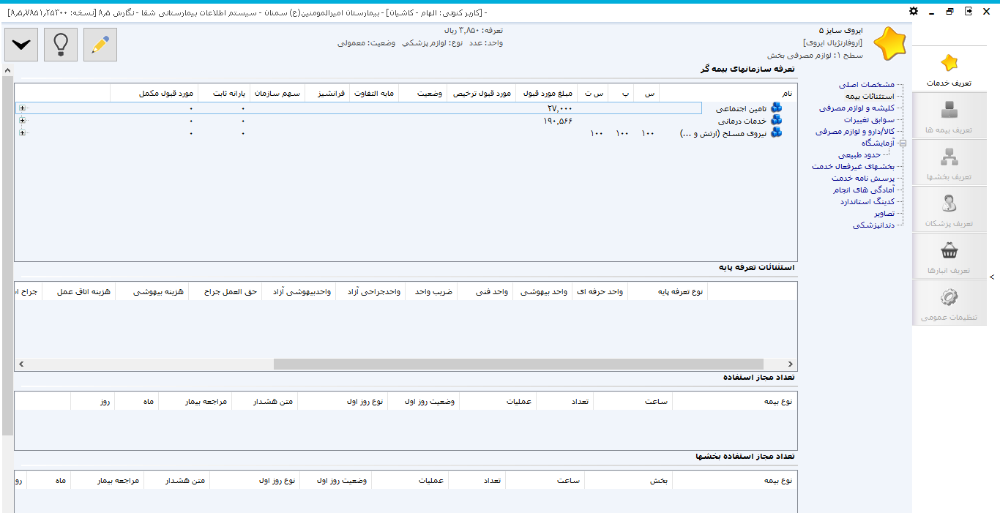 - [کاربر کنونی: الهام - کاشیان] - بیمارستان امیرالمومنین(ع) سمنان - سیستم اطلاعات بیمارستانی شفا - نگارش ۸٫۵ [نسخه: ۸٫۵٫۷۸۵۱٫۲۵۳۰۰]
ایروی سایز ۵
[اروفارنژیال ایروی]
سطح ۱: لوازم مصرفی بخش
تعرفه: ۳,۸۵۰ ریال
واحد: عدد نوع: لوازم پزشکی وضعیت: معمولی
تعریف خدمات
تعریف بیمه ها
تعریف بخشها
تعریف پزشکان
تعریف انبارها
تنظیمات عمومی
مشخصات اصلی
استثنائات بیمه
کلیشه و لوازم مصرفی
سوابق تغییرات
کالا/دارو و لوازم مصرفی
آزمایشگاه
حدود طبیعی
بخشهای غیرفعال خدمت
پرسش نامه خدمت
آمادگی های انجام
کدینگ استاندارد
تصاویر
دندانپزشکی
تعرفه سازمانهای بیمه گر
نام س ب س ت مبلغ مورد قبول مورد قبول ترخیص وضعیت مابه التفاوت فرانشیز سهم سازمان یارانه ثابت مورد قبول مکمل
تامین اجتماعی ۲۷,۰۰۰ ۰ ۰
خدمات درمانی ۱۹۰,۵۶۶ ۰ ۰
نیروی مسلح (ارتش و ...) ۱۰۰ ۱۰۰ ۱۰۰ ۰ ۰
استثنائات تعرفه پایه
نوع تعرفه پایه واحد حرفه ای واحد بیهوشی واحد فنی ضریب واحد واحدجراحی آزاد واحدبیهوشی آزاد حق العمل جراح هزینه بیهوشی هزینه اتاق عمل جراح
تعداد مجاز استفاده
نوع بیمه ساعت تعداد عملیات وضعیت روز اول نوع روز اول متن هشدار مراجعه بیمار ماه روز
تعداد مجاز استفاده بخشها
نوع بیمه بخش ساعت تعداد عملیات وضعیت روز اول نوع روز اول متن هشدار مراجعه بیمار ماه رو